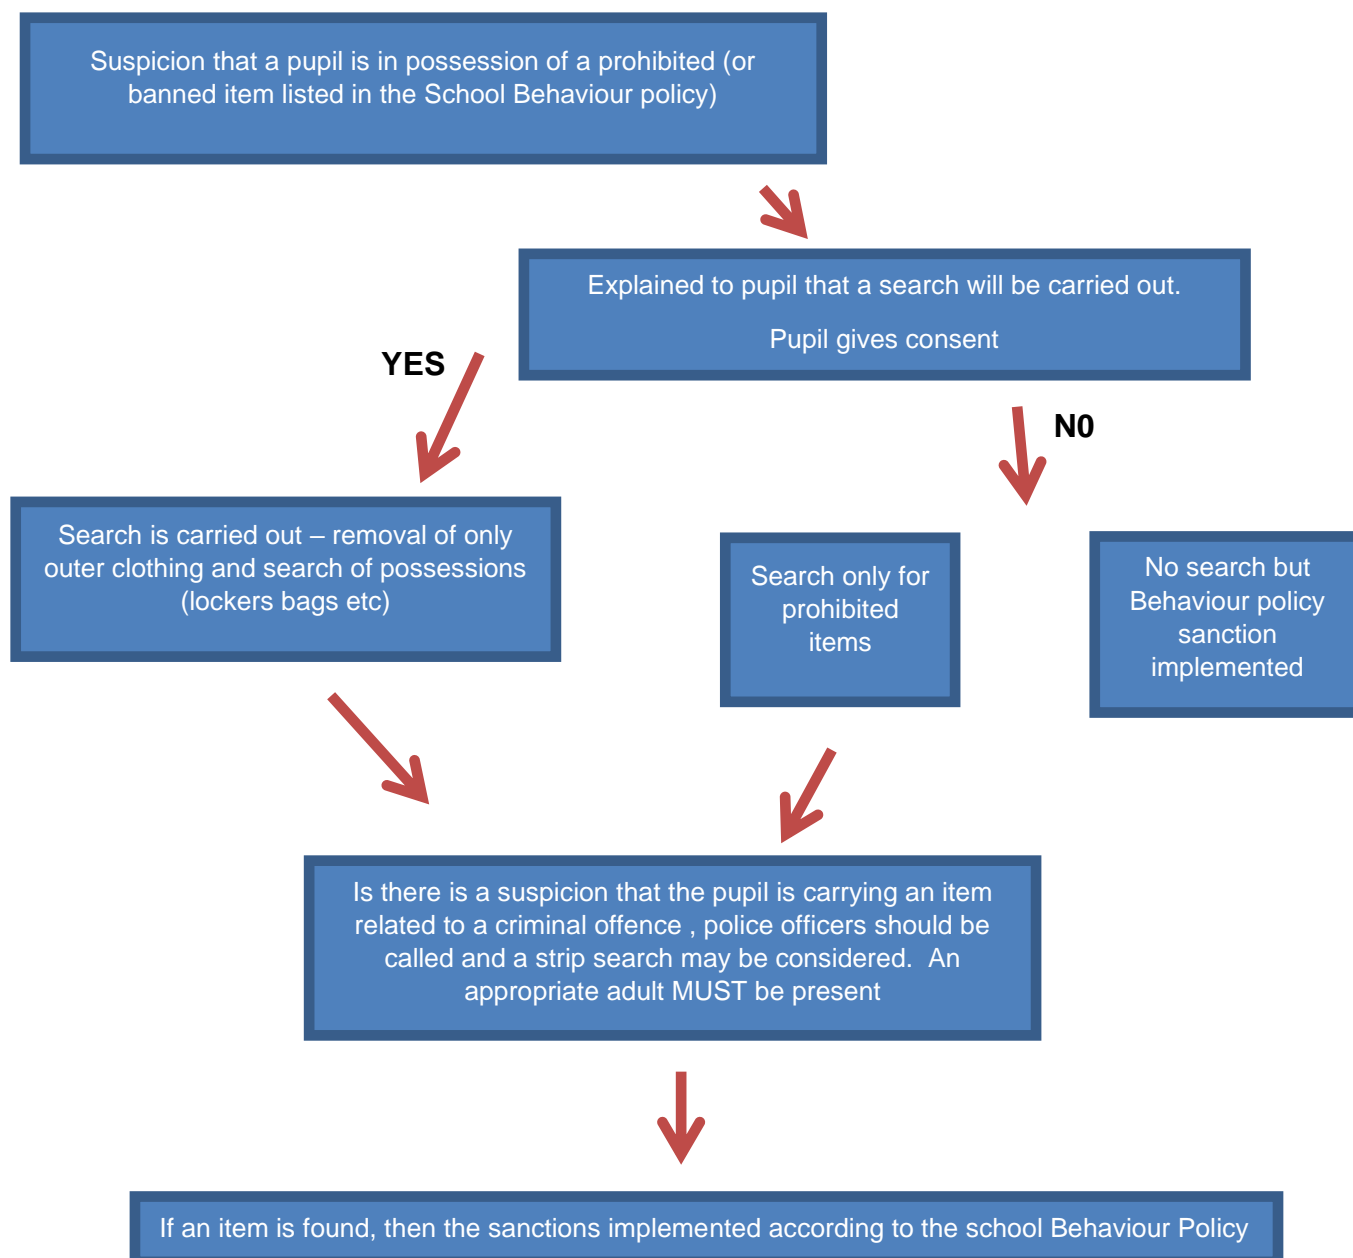 Suspicion that a pupil is in possession of a prohibited (or
banned item listed in the School Behaviour policy)
Explained to pupil that a search will be carried out.
Pupil gives consent
YES
N0
Search is carried out – removal of only
outer clothing and search of possessions
(lockers bags etc)
Search only for
prohibited
items
No search but
Behaviour policy
sanction
implemented
Is there is a suspicion that the pupil is carrying an item
related to a criminal offence , police officers should be
called and a strip search may be considered.  An
appropriate adult MUST be present
If an item is found, then the sanctions implemented according to the school Behaviour Policy